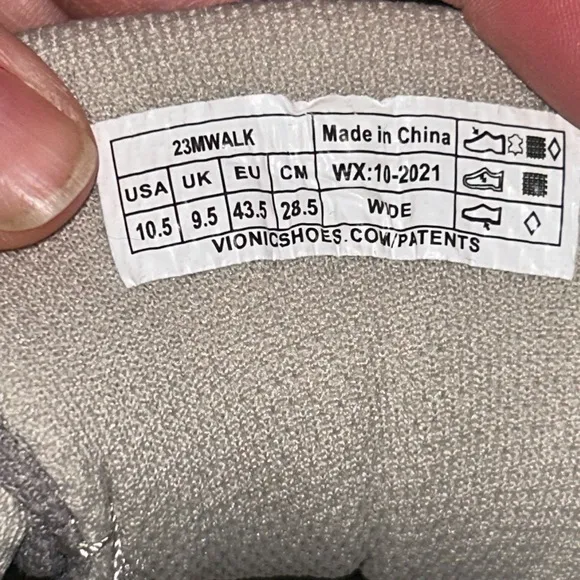 23MWALK Made in China
USA UK EU CM WX:10-2021
10.5 9.5 43.5 28.5 WIDE
VIONICSHOES.COM/PATENTS